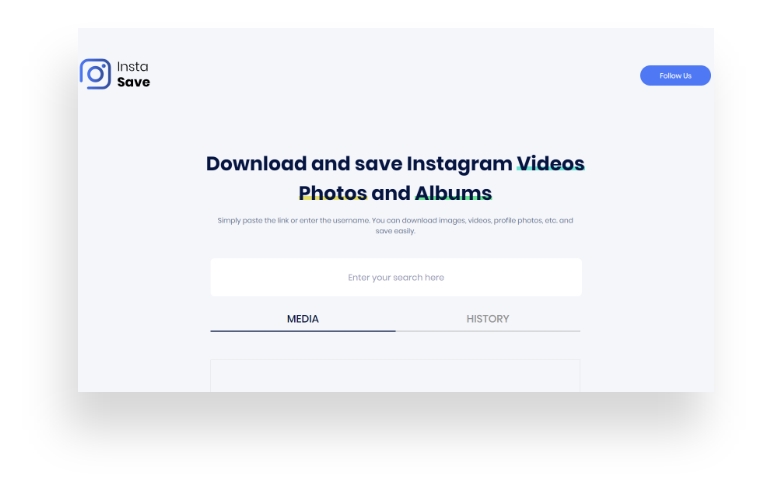 Insta
Save
Follow Us
Download and save Instagram Videos
Photos and Albums
Simply paste the link or enter the username. You can download images, videos, profile photos, etc. and
save easily.
Enter your search here
MEDIA
HISTORY